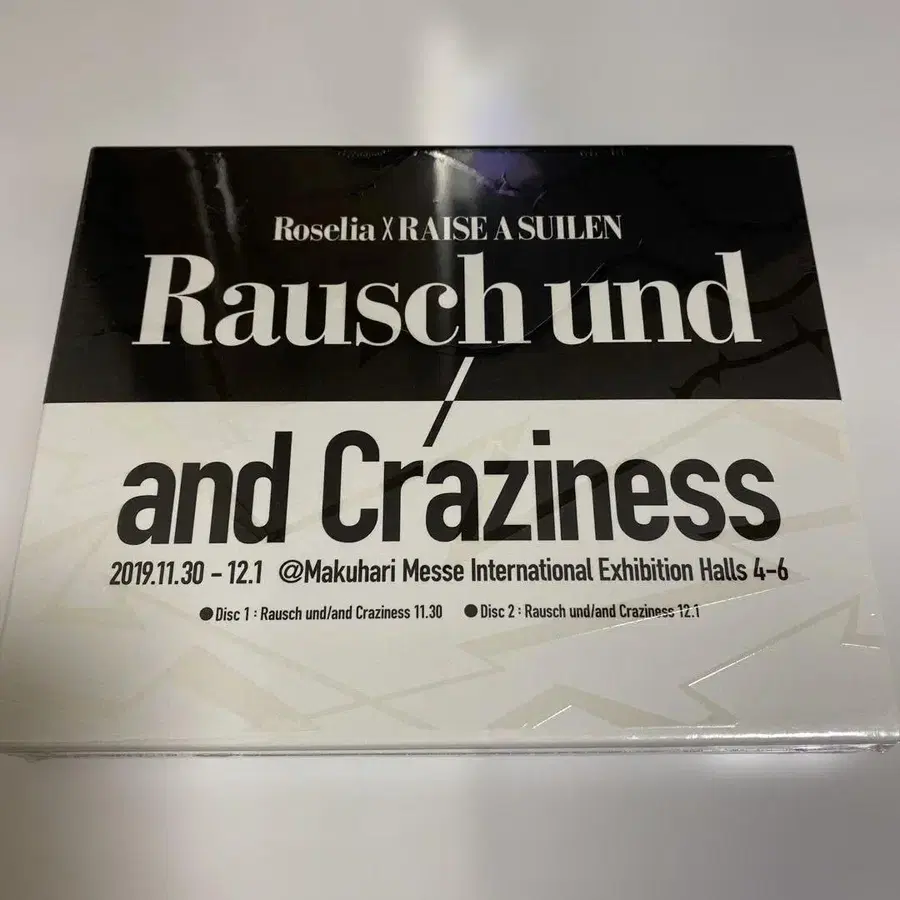 Roselia X RAISE A SUILEN
Rausch und
/
and Craziness
2019.11.30 - 12.1 @Makuhari Messe International Exhibition Halls 4-6
●Disc 1 : Rausch und/and Craziness 11.30 ●Disc 2 : Rausch und/and Craziness 12.1